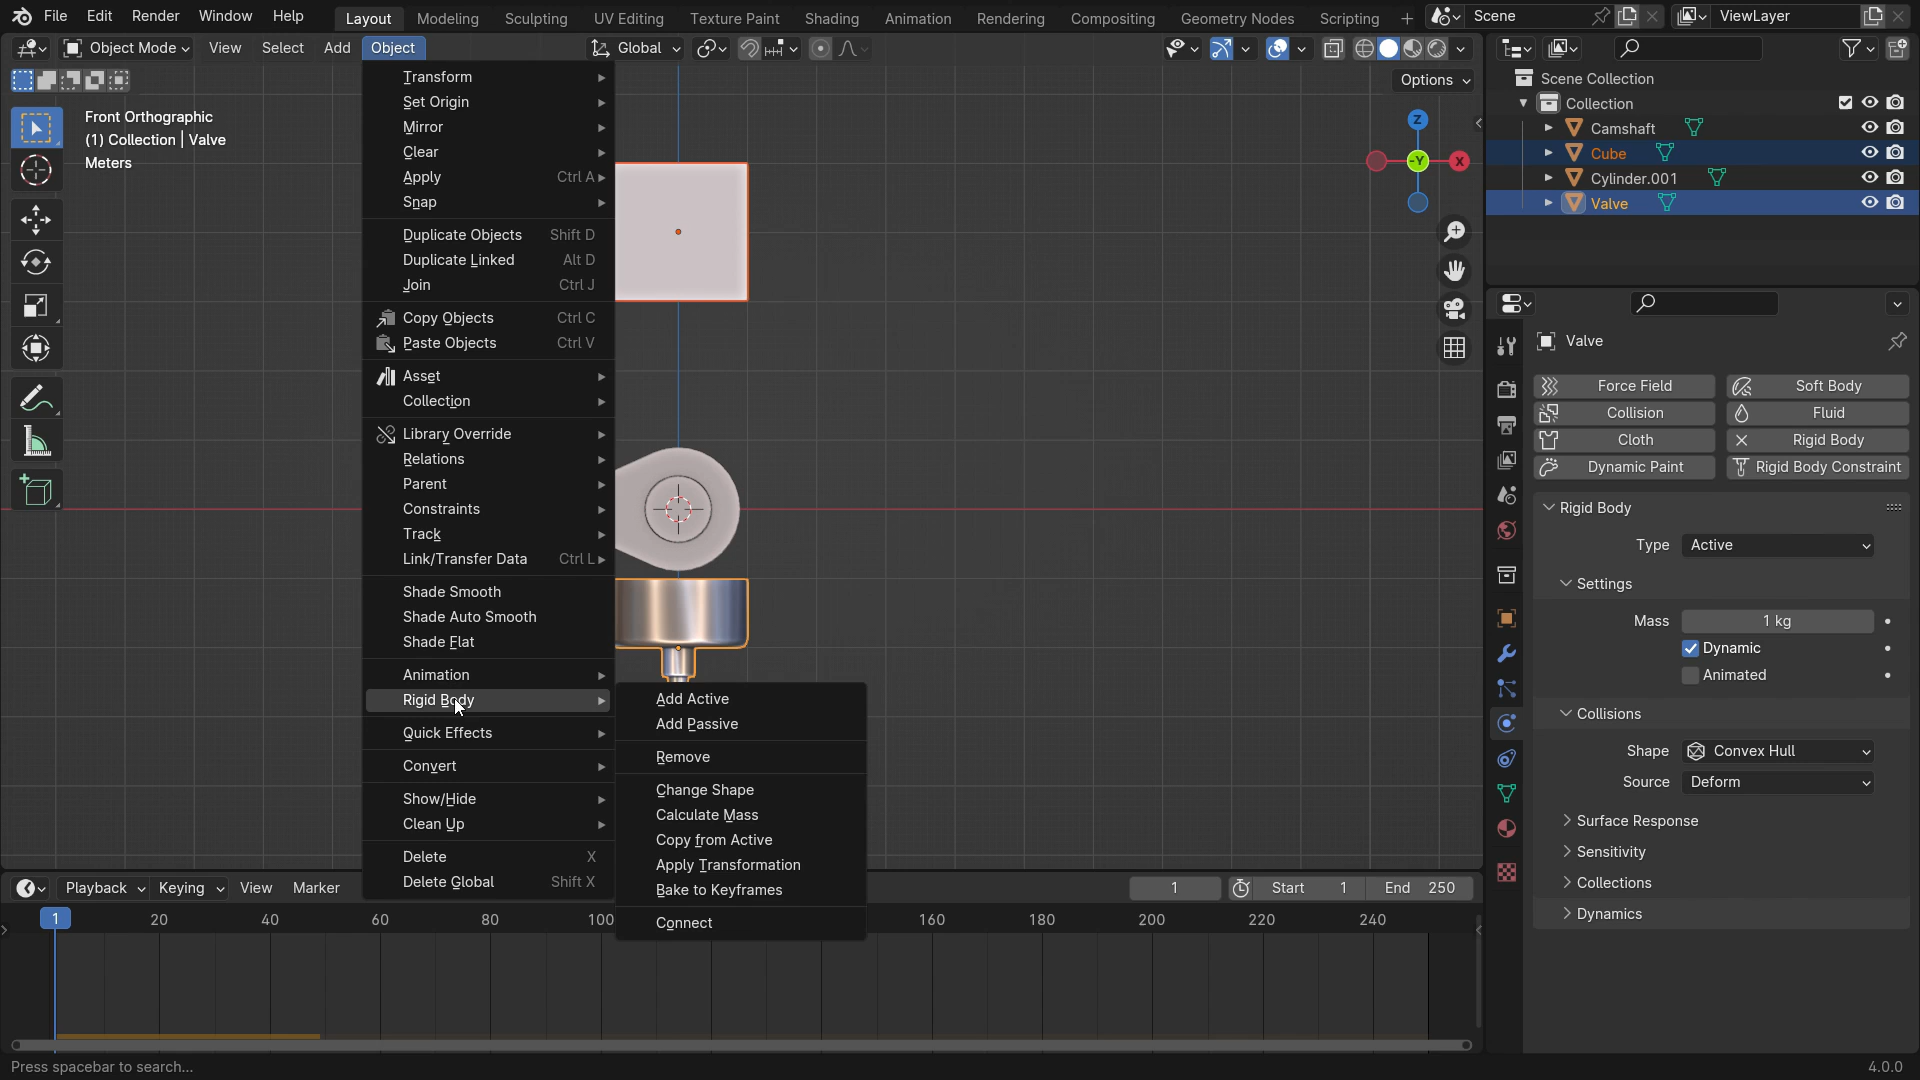 File Edit Render Window Help Layout Modeling Sculpting UV Editing Texture Paint Shading Animation Rendering Compositing Geometry Nodes Scripting + Scene ViewLayer
Object Mode View Select Add Object Global
Options
Front Orthographic
(1) Collection | Valve
Meters
Transform
Set Origin
Mirror
Clear
Apply Ctrl A
Snap
Duplicate Objects Shift D
Duplicate Linked Alt D
Join Ctrl J
Copy Objects Ctrl C
Paste Objects Ctrl V
Asset
Collection
Library Override
Relations
Parent
Constraints
Track
Link/Transfer Data Ctrl L
Shade Smooth
Shade Auto Smooth
Shade Flat
Animation
Rigid Body
Quick Effects
Convert
Show/Hide
Clean Up
Delete X
Delete Global Shift X
Add Active
Add Passive
Remove
Change Shape
Calculate Mass
Copy from Active
Apply Transformation
Bake to Keyframes
Connect
Z
-Y X
Scene Collection
Collection
Camshaft
Cube
Cylinder.001
Valve
Valve
Force Field Soft Body
Collision Fluid
Cloth Rigid Body
Dynamic Paint Rigid Body Constraint
Rigid Body
Type Active
Settings
Mass 1 kg
Dynamic
Animated
Collisions
Shape Convex Hull
Source Deform
Surface Response
Sensitivity
Collections
Dynamics
Playback Keying View Marker 1 Start 1 End 250
1 20 40 60 80 100 160 180 200 220 240
Press spacebar to search... 4.0.0